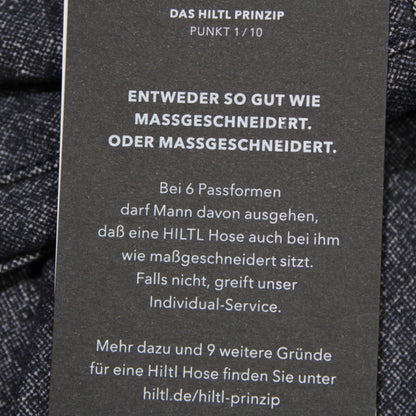 DAS HILTL PRINZIP
PUNKT 1 / 10
ENTWEDER SO GUT WIE
MASSGESCHNEIDERT.
ODER MASSGESCHNEIDERT.
Bei 6 Passformen
darf Mann davon ausgehen,
daß eine HILTL Hose auch bei ihm
wie maßgeschneidert sitzt.
Falls nicht, greift unser
Individual-Service.
Mehr dazu und 9 weitere Gründe
für eine Hiltl Hose finden Sie unter
hiltl.de/hiltl-prinzip